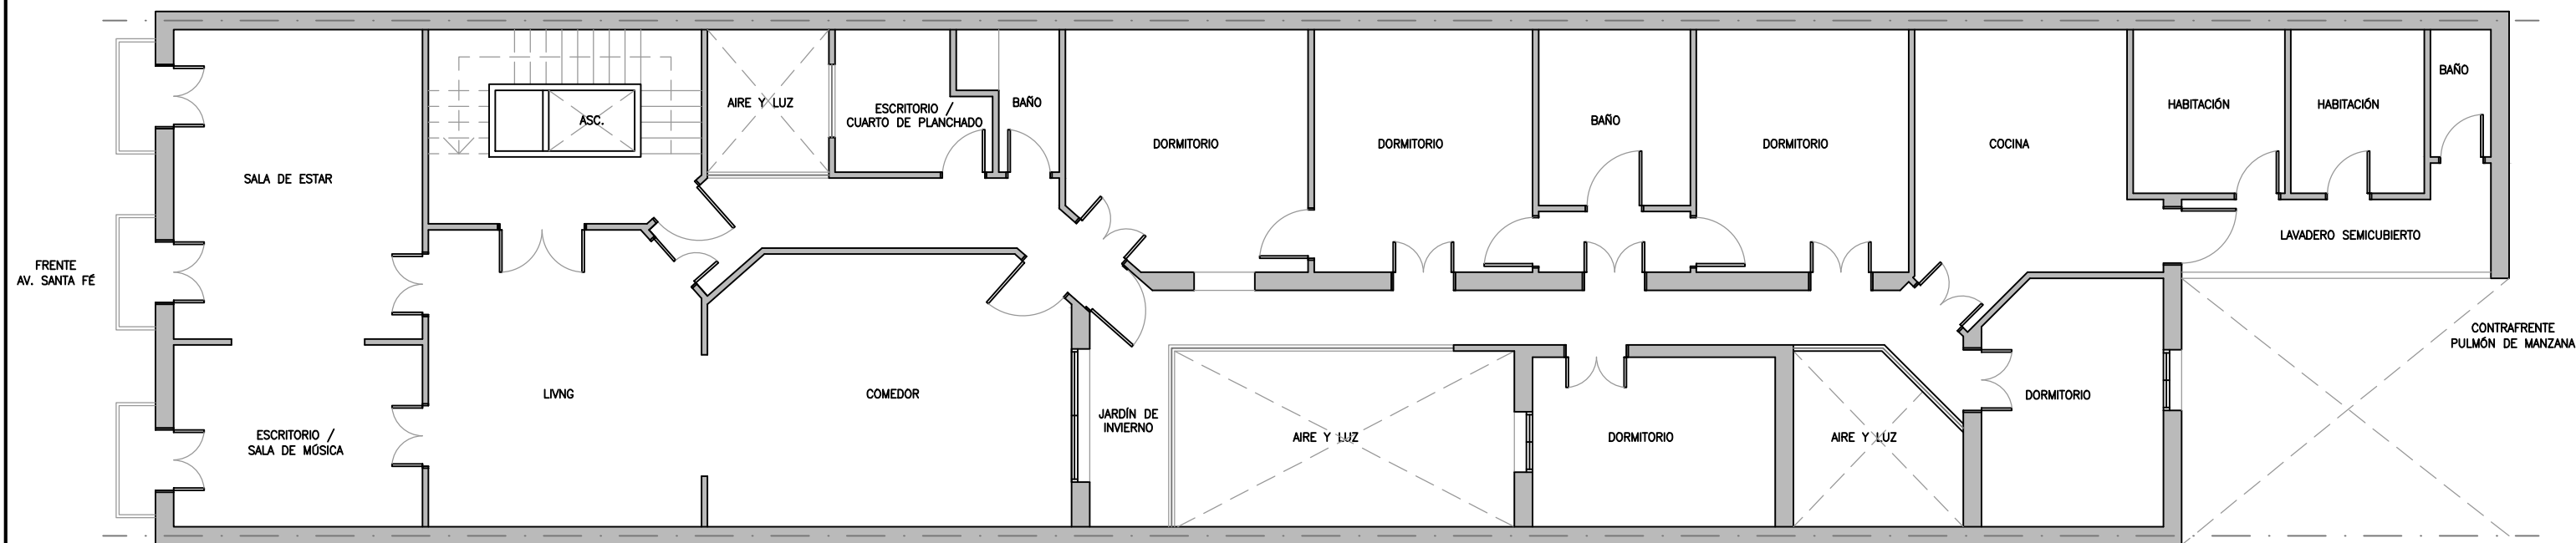 FRENTE
AV. SANTA FÉ
SALA DE ESTAR
ESCRITORIO /
SALA DE MÚSICA
ASC.
LIVNG
AIRE Y LUZ
ESCRITORIO /
CUARTO DE PLANCHADO
BAÑO
COMEDOR
DORMITORIO
JARDÍN DE
INVIERNO
DORMITORIO
AIRE Y LUZ
BAÑO
DORMITORIO
DORMITORIO
AIRE Y LUZ
COCINA
DORMITORIO
HABITACIÓN
HABITACIÓN
BAÑO
LAVADERO SEMICUBIERTO
CONTRAFRENTE
PULMÓN DE MANZANA